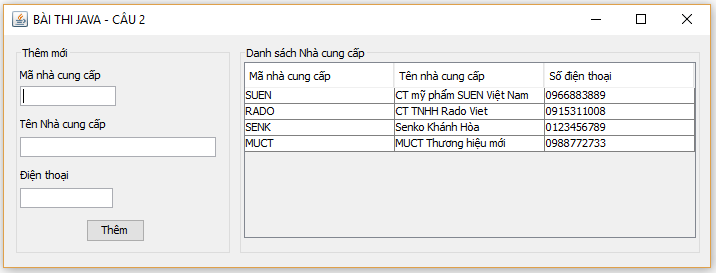 BÀI THI JAVA - CÂU 2
Thêm mới
Mã nhà cung cấp
Tên Nhà cung cấp
Điện thoại
Thêm
Danh sách Nhà cung cấp
Mã nhà cung cấp Tên nhà cung cấp Số điện thoại
SUEN CT mỹ phẩm SUEN Việt Nam 0966883889
RADO CT TNHH Rado Viet 0915311008
SENK Senko Khánh Hòa 0123456789
MUCT MUCT Thương hiệu mới 0988772733